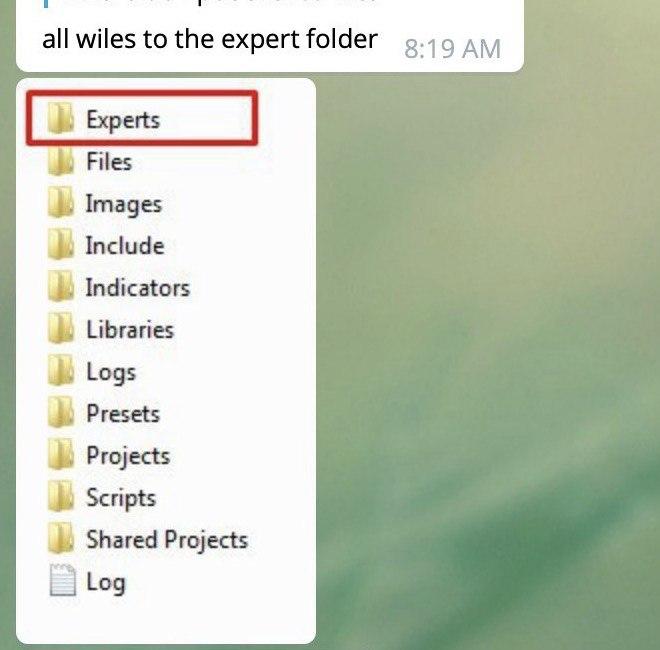 all wiles to the expert folder
8:19 AM
Experts
Files
Images
Include
Indicators
Libraries
Logs
Presets
Projects
Scripts
Shared Projects
Log